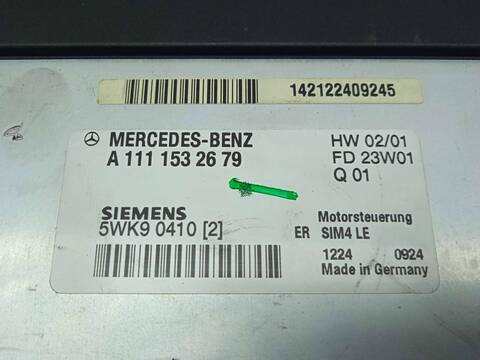 142122409245
MERCEDES-BENZ HW 02/01
A 111 153 26 79 FD 23W01
Q 01
SIEMENS Motorsteuerung
5WK9 0410 [2] ER SIM4 LE
1224 0924
Made in Germany